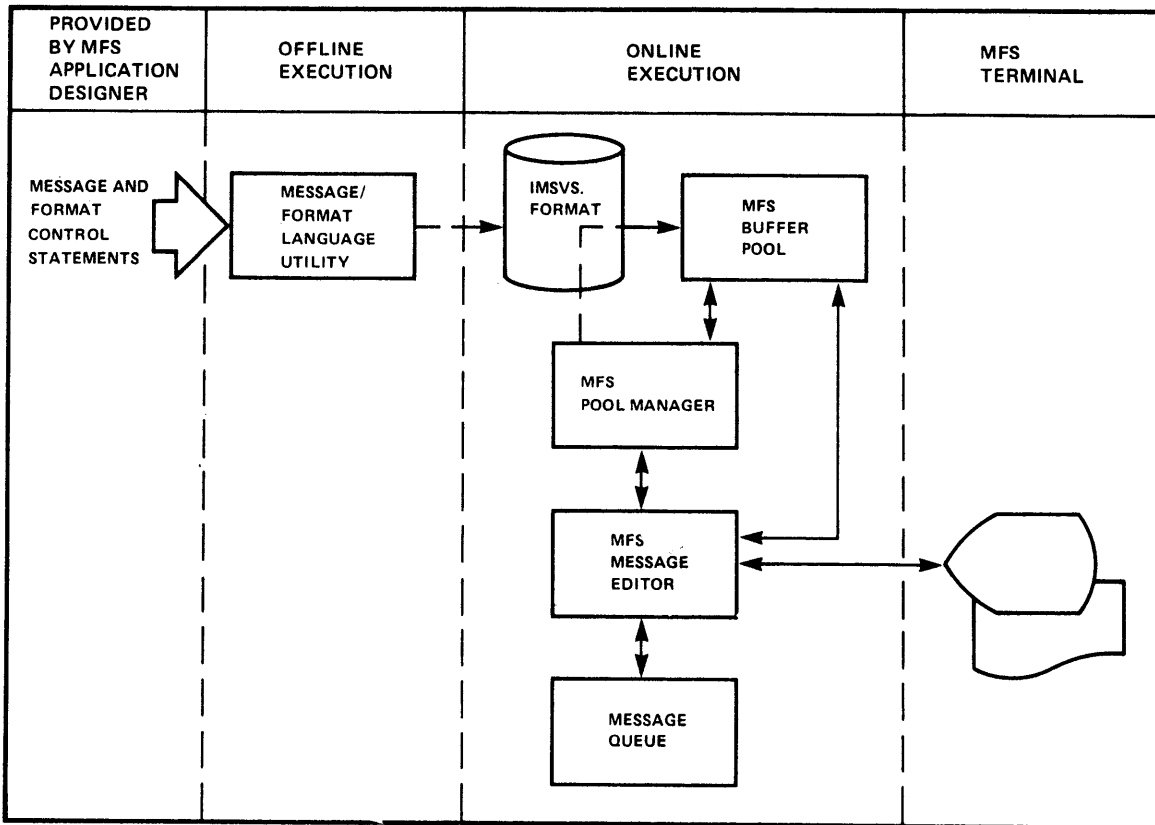 PROVIDED
BY MFS
APPLICATION
DESIGNER
OFFLINE
EXECUTION
ONLINE
EXECUTION
MFS
TERMINAL
MESSAGE AND
FORMAT
CONTROL
STATEMENTS
MESSAGE/
FORMAT
LANGUAGE
UTILITY
IMSVS.
FORMAT
MFS
BUFFER
POOL
MFS
POOL MANAGER
MFS
MESSAGE
EDITOR
MESSAGE
QUEUE